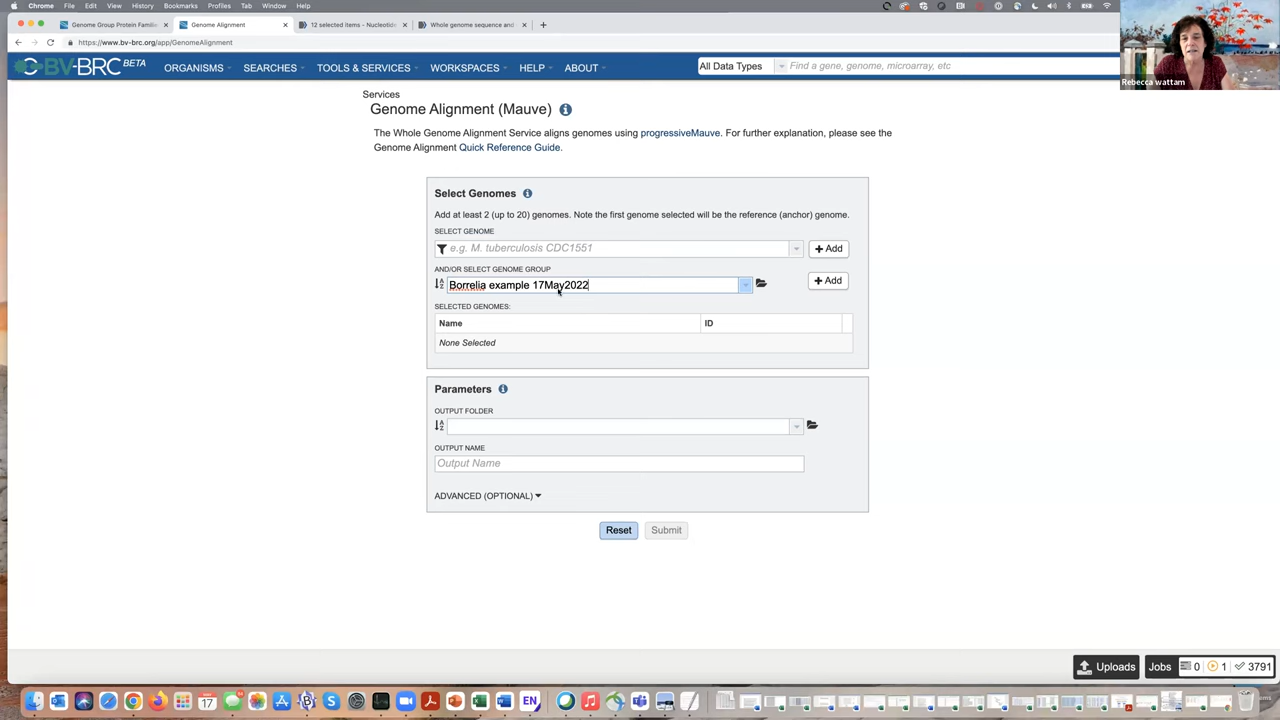 Chrome File Edit View History Bookmarks Profiles Tab Window Help
Genome Group Protein Familie × Genome Alignment × 12 selected items - Nucleotide × Whole genome sequence and ×
https://www.bv-brc.org/app/GenomeAlignment
BV-BRC BETA ORGANISMS SEARCHES TOOLS & SERVICES WORKSPACES HELP ABOUT All Data Types Find a gene, genome, microarray, etc
Rebecca wattam
Services
Genome Alignment (Mauve)
The Whole Genome Alignment Service aligns genomes using progressiveMauve. For further explanation, please see the
Genome Alignment Quick Reference Guide.
Select Genomes
Add at least 2 (up to 20) genomes. Note the first genome selected will be the reference (anchor) genome.
SELECT GENOME
e.g. M. tuberculosis CDC1551 + Add
AND/OR SELECT GENOME GROUP
Borrelia example 17May2022 + Add
SELECTED GENOMES:
Name ID
None Selected
Parameters
OUTPUT FOLDER
OUTPUT NAME
Output Name
ADVANCED (OPTIONAL)
Reset Submit
Uploads Jobs 0 1 3791
17 EN